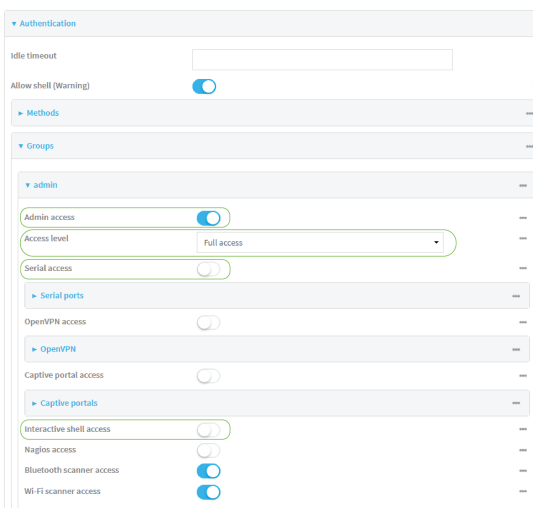 Authentication
Idle timeout
Allow shell (Warning)
Methods
Groups
admin
Admin access
Access level Full access
Serial access
Serial ports
OpenVPN access
OpenVPN
Captive portal access
Captive portals
Interactive shell access
Nagios access
Bluetooth scanner access
Wi-Fi scanner access